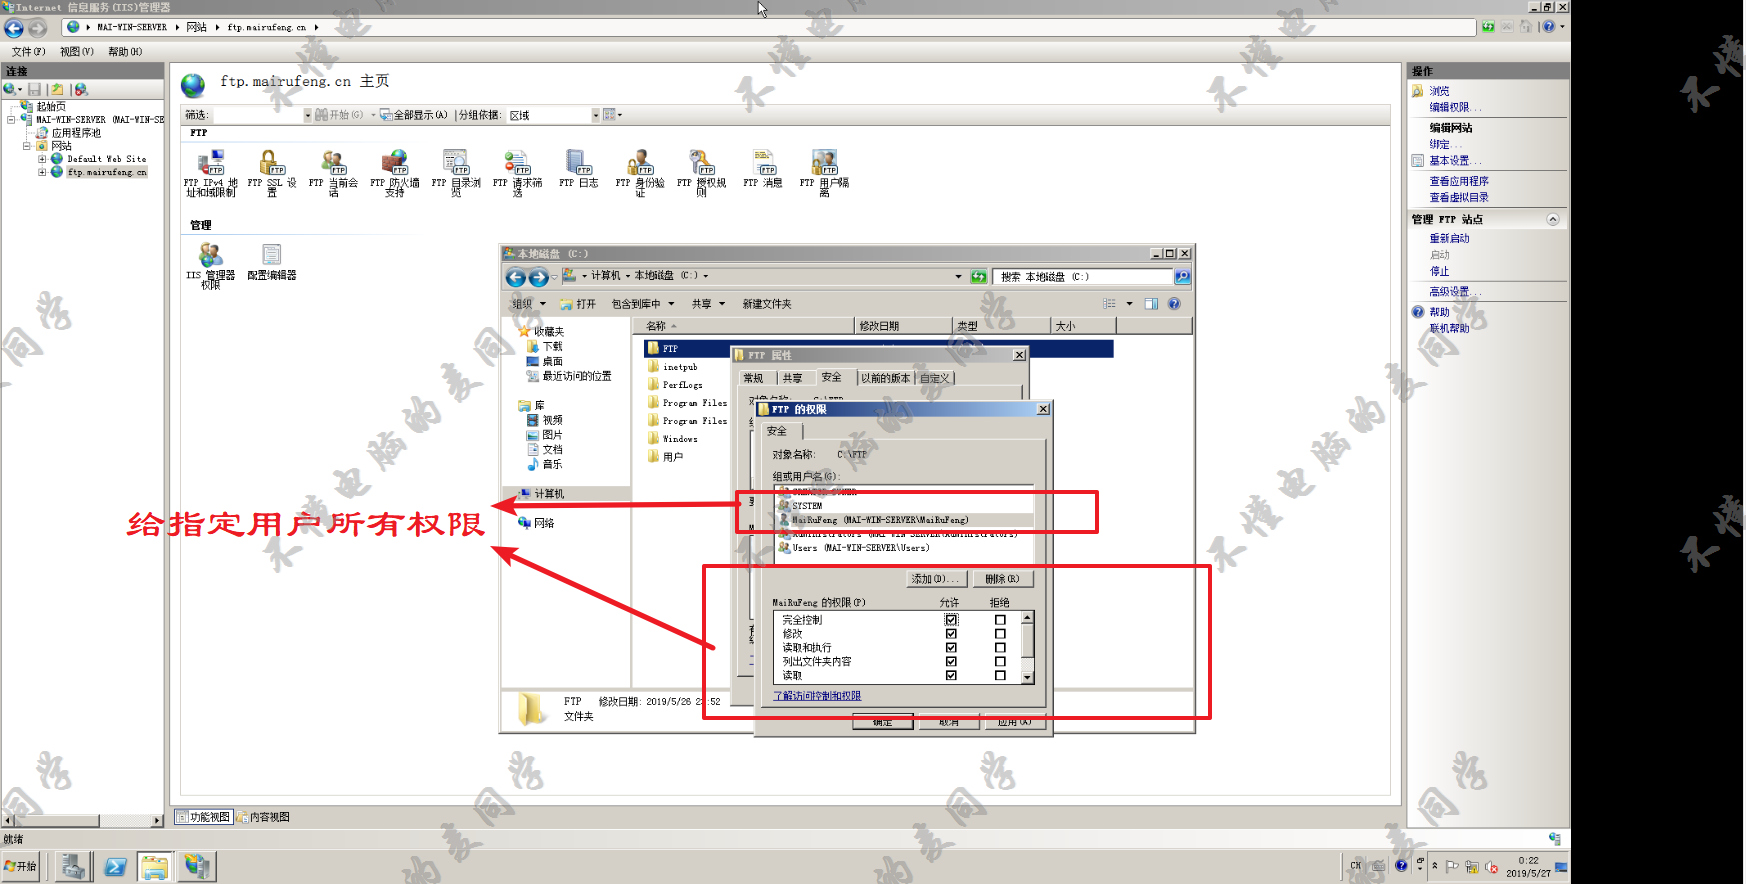 Internet 信息服务(IIS)管理器
MAI-WIN-SERVER 网站 ftp.mairufeng.cn
文件(F) 视图(V) 帮助(H)
连接
起始页
MAI-WIN-SERVER (MAI-WIN-SE
应用程序池
网站
Default Web Site
ftp.mairufeng.cn
ftp.mairufeng.cn 主页
筛选: 开始(G) 全部显示(A) 分组依据: 区域
FTP
FTP IPv4 地址和域限制
FTP SSL 设置
FTP 当前会话
FTP 防火墙支持
FTP 目录浏览
FTP 请求筛选
FTP 日志
FTP 身份验证
FTP 授权规则
FTP 消息
FTP 用户隔离
管理
IIS 管理器权限
配置编辑器
本地磁盘 (C:)
计算机 本地磁盘 (C:)
搜索 本地磁盘 (C:)
组织 打开 包含到库中 共享 新建文件夹
收藏夹
下载
桌面
最近访问的位置
库
视频
图片
文档
音乐
计算机
网络
名称 修改日期 类型 大小
FTP
inetpub
PerfLogs
Program Files
Program Files
Windows
用户
FTP 修改日期: 2019/5/26 23:52
文件夹
FTP 属性
常规 共享 安全 以前的版本 自定义
FTP 的权限
安全
对象名称: C:\FTP
组或用户名(G):
CREATOR OWNER
SYSTEM
MaiRuFeng (MAI-WIN-SERVER\MaiRuFeng)
Administrators (MAI-WIN-SERVER\Administrators)
Users (MAI-WIN-SERVER\Users)
添加(D)... 删除(R)
MaiRuFeng 的权限(P) 允许 拒绝
完全控制
修改
读取和执行
列出文件夹内容
读取
了解访问控制和权限
确定 取消 应用(A)
给指定用户所有权限
操作
浏览
编辑权限...
编辑网站
绑定...
基本设置...
查看应用程序
查看虚拟目录
管理 FTP 站点
重新启动
启动
停止
高级设置...
帮助
联机帮助
功能视图 内容视图
就绪
开始
CH
0:22
2019/5/27
不懂电脑的麦同学